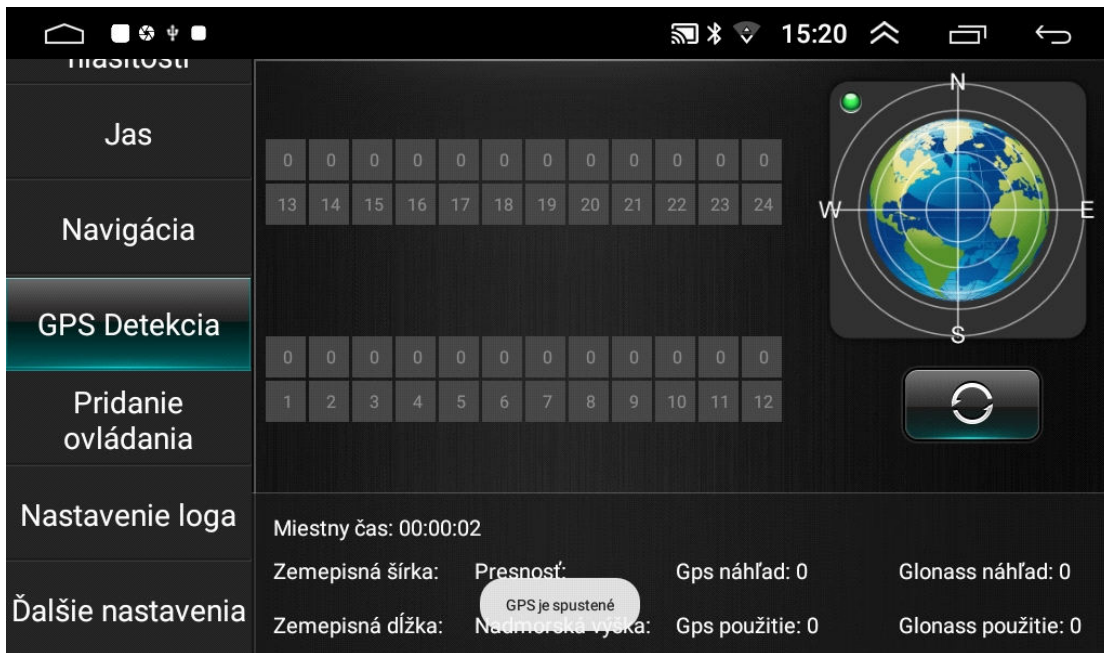 15:20
hlasitosti
Jas
Navigácia
GPS Detekcia
Pridanie
ovládania
Nastavenie loga
Ďalšie nastavenia
0 0 0 0 0 0 0 0 0 0 0 0
13 14 15 16 17 18 19 20 21 22 23 24
0 0 0 0 0 0 0 0 0 0 0 0
1 2 3 4 5 6 7 8 9 10 11 12
N
W
E
S
Miestny čas: 00:00:02
Zemepisná šírka: Presnosť: Gps náhľad: 0 Glonass náhľad: 0
GPS je spustené
Zemepisná dĺžka: Nadmorská výška: Gps použitie: 0 Glonass použitie: 0